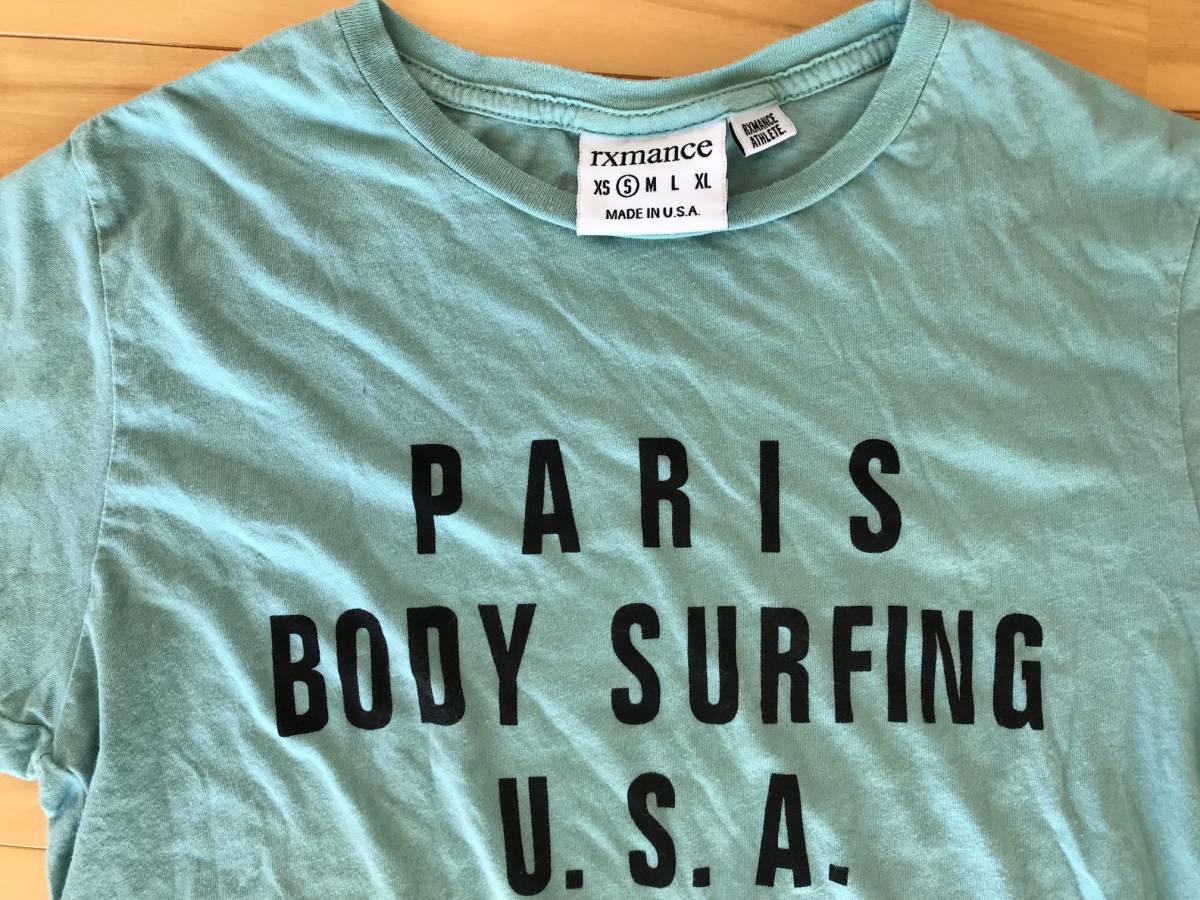 rxmance
XS S M L XL
MADE IN U.S.A.
RXMANCE
ATHLETE.
PARIS
BODY SURFING
U.S.A.